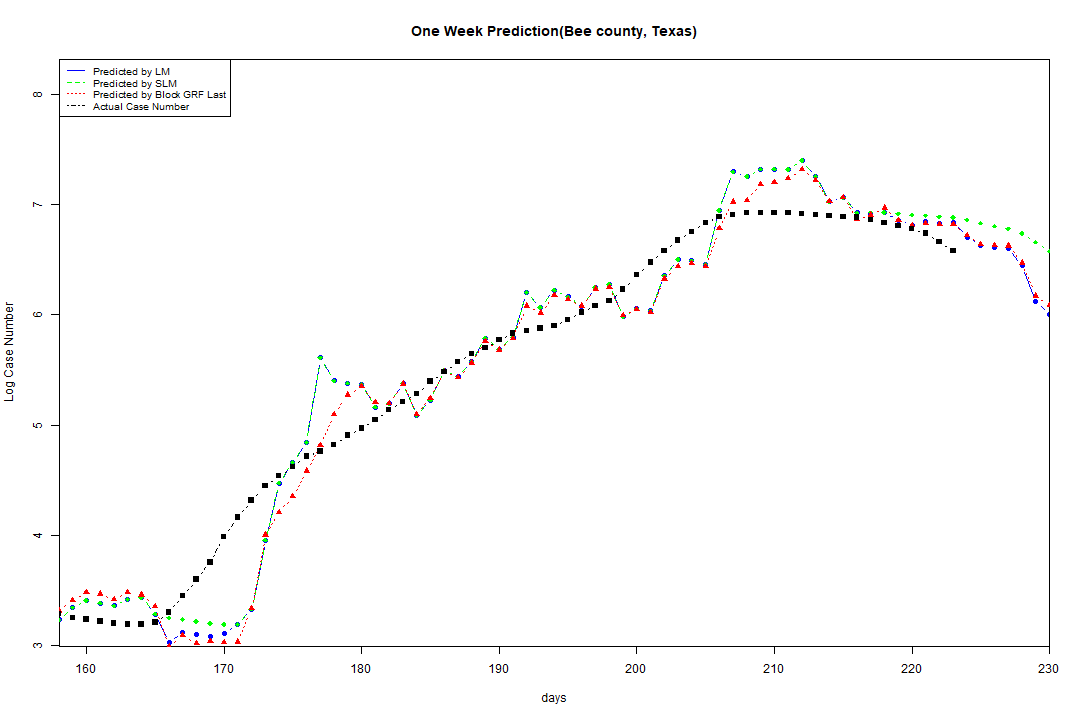 One Week Prediction(Bee county, Texas)
Predicted by LM
Predicted by SLM
Predicted by Block GRF Last
Actual Case Number
8
7
6
5
4
3
Log Case Number
160 170 180 190 200 210 220 230
days